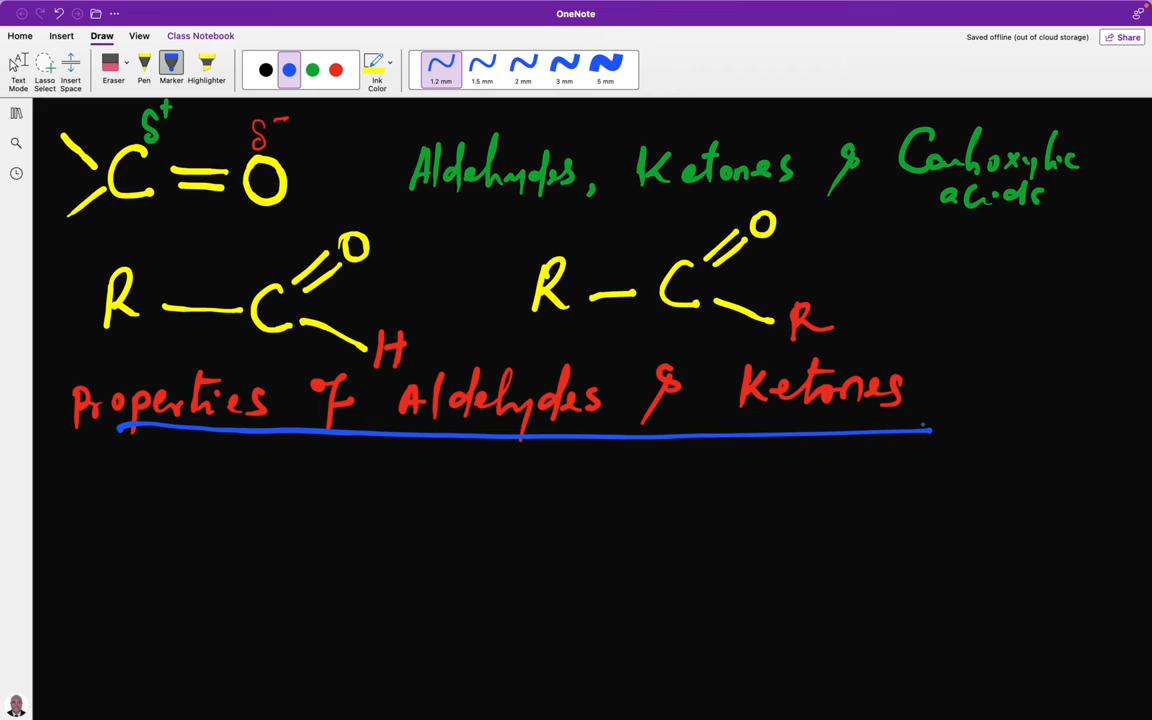 OneNote
Home Insert Draw View Class Notebook
Saved offline (out of cloud storage) Share
Text Mode Lasso Select Insert Space Eraser Pen Marker Highlighter Ink Color 1.2 mm 1.5 mm 2 mm 3 mm 5 mm
δ+ δ-
C = O
Aldehydes, Ketones & Carboxylic
acids
R — C = O H
R — C = O R
Properties of Aldehydes & Ketones